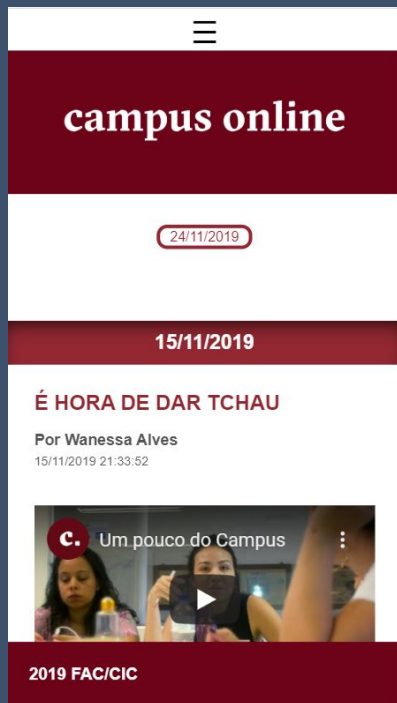 campus online
24/11/2019
15/11/2019
É HORA DE DAR TCHAU
Por Wanessa Alves
15/11/2019 21:33:52
c. Um pouco do Campus
2019 FAC/CIC